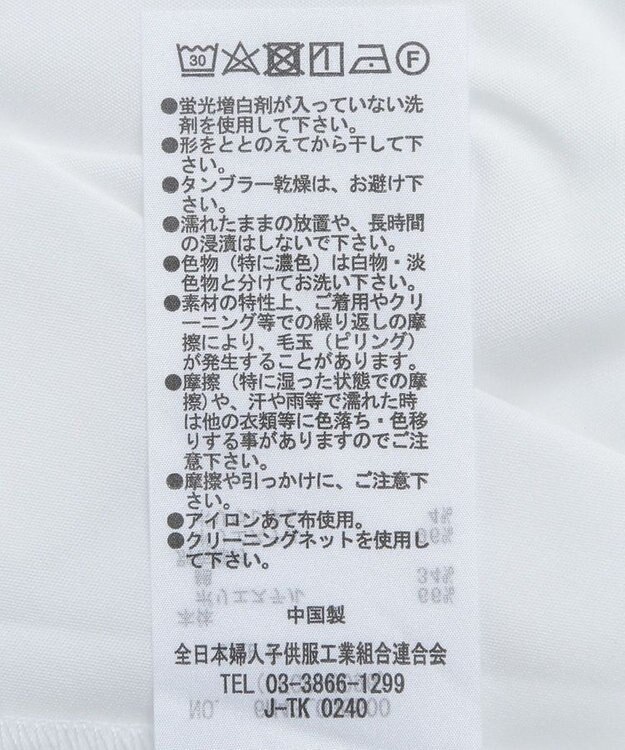 30 F
●蛍光増白剤が入っていない洗
剤を使用して下さい。
●形をととのえてから干して下
さい。
●タンブラー乾燥は、お避け下
さい。
●濡れたままの放置や、長時間
の浸漬はしないで下さい。
●色物(特に濃色)は白物・淡
色物と分けてお洗い下さい。
●素材の特性上、ご着用やクリ
ーニング等での繰り返しの摩
擦により、毛玉(ピリング)
が発生することがあります。
●摩擦(特に湿った状態での摩
擦)や、汗や雨等で濡れた時
は他の衣類等に色落ち・色移
りする事がありますのでご注
意下さい。
●摩擦や引っかけに、ご注意下
さい。
●アイロンあて布使用。
●クリーニングネットを使用し
て下さい。
綿 34%
ポリエステル 66%
本体
中国製
全日本婦人子供服工業組合連合会
TEL 03-3866-1299
J-TK 0240
NO.